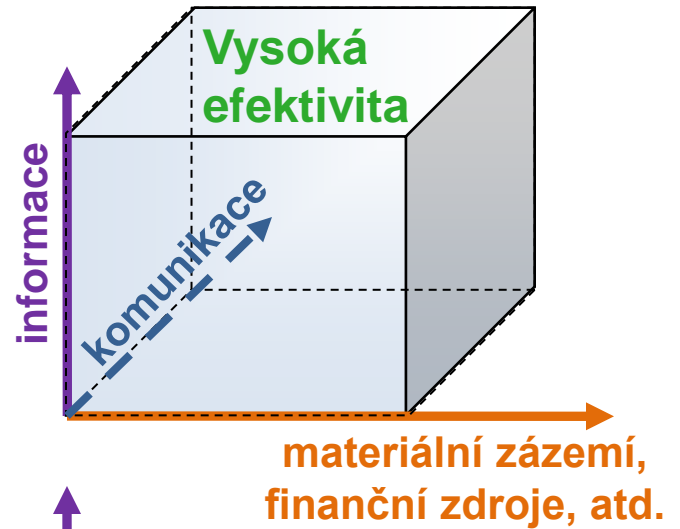 Vysoká
efektivita
informace
komunikace
materiální zázemí,
finanční zdroje, atd.